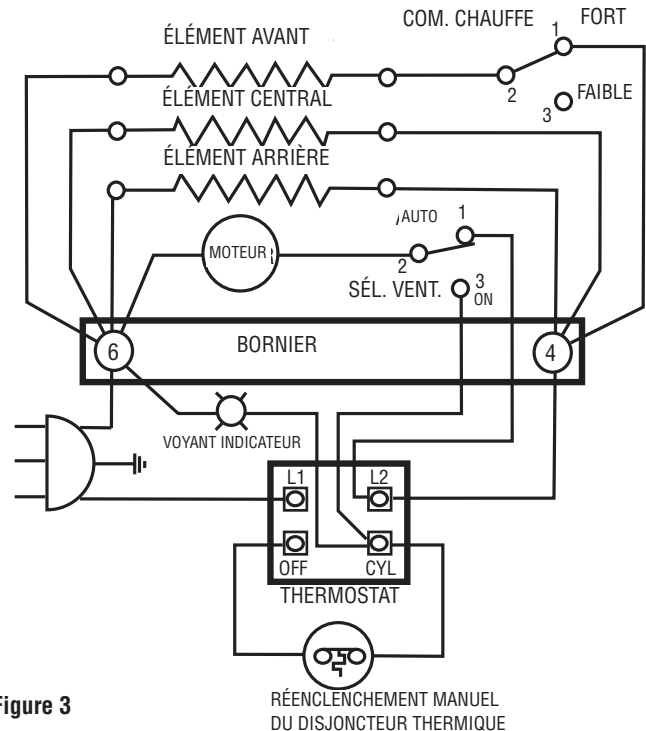 COM. CHAUFFE
1
FORT
ÉLÉMENT AVANT
2
3
FAIBLE
ÉLÉMENT CENTRAL
ÉLÉMENT ARRIÈRE
AUTO
1
MOTEUR
2
SÉL. VENT.
3
ON
6
BORNIER
4
VOYANT INDICATEUR
L1
L2
OFF
CYL
THERMOSTAT
Figure 3
RÉENCLENCHEMENT MANUEL
DU DISJONCTEUR THERMIQUE